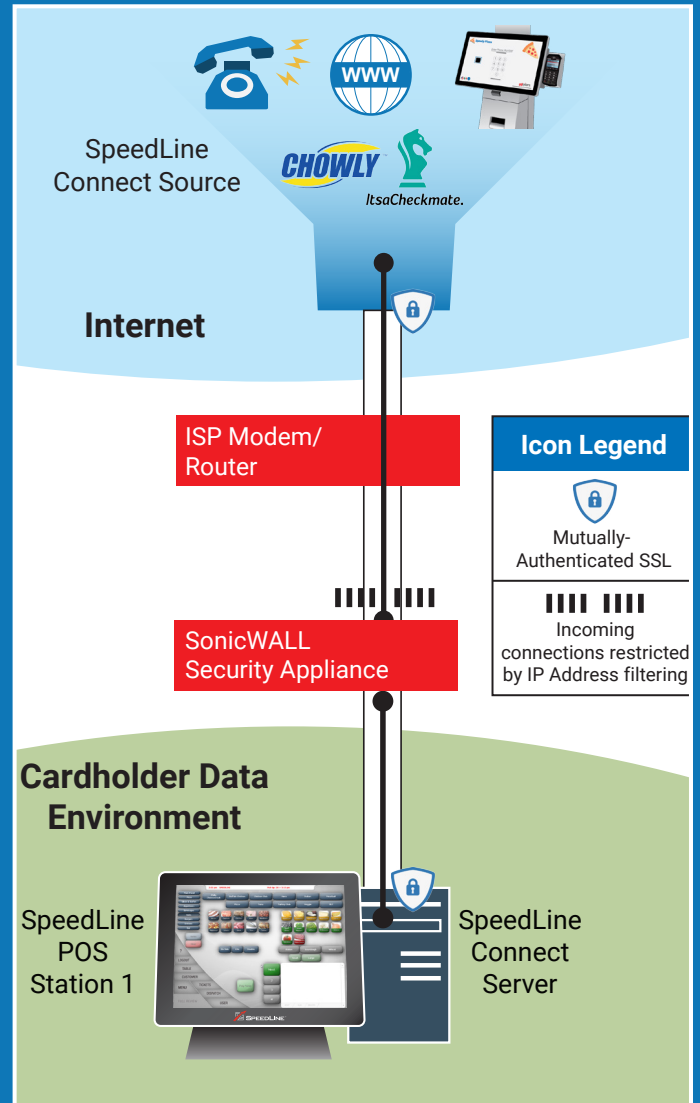 WWW
SpeedLine
Connect Source
CHOWLY
ItsaCheckmate.
Internet
ISP Modem/
Router
Icon Legend
Mutually-
Authenticated SSL
Incoming
connections restricted
by IP Address filtering
SonicWALL
Security Appliance
Cardholder Data
Environment
SpeedLine
POS
Station 1
SPEEDLINE
SpeedLine
Connect
Server